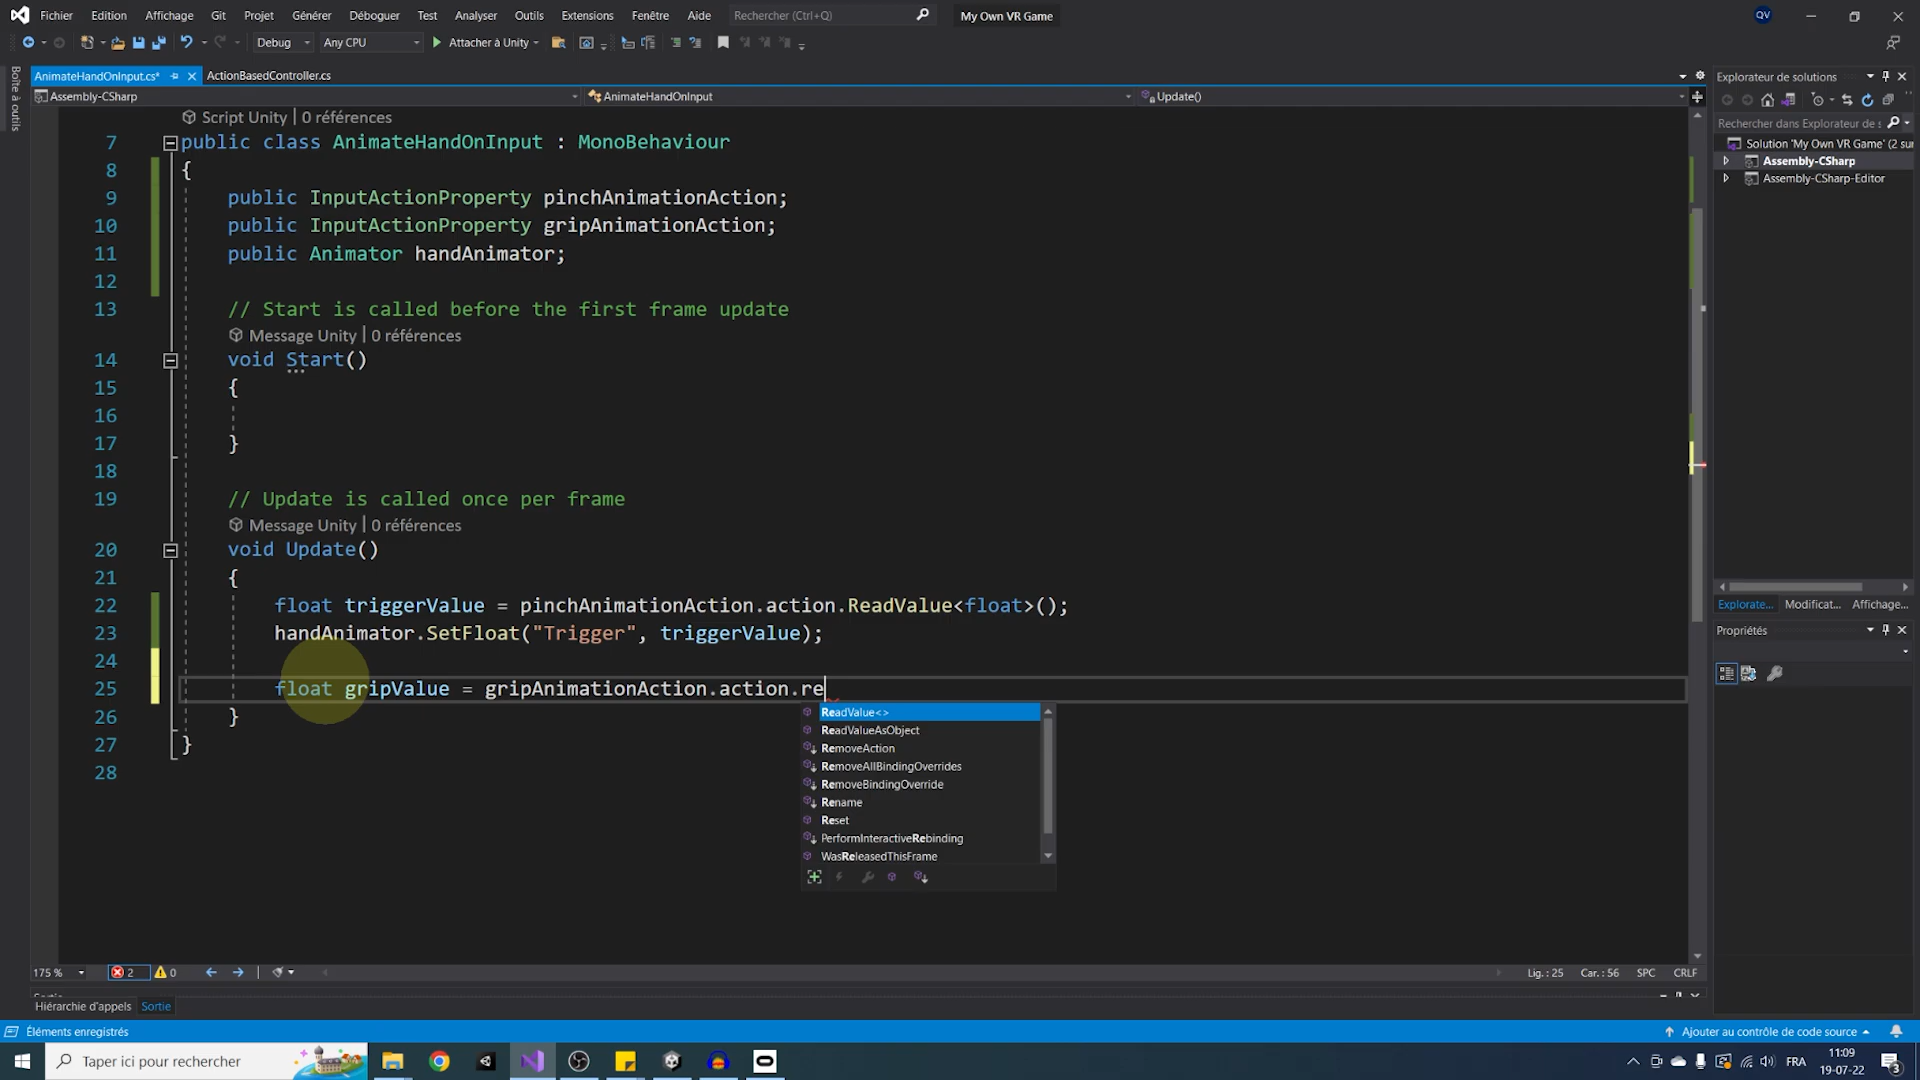 Fichier Edition Affichage Git Projet Générer Déboguer Test Analyser Outils Extensions Fenêtre Aide Rechercher (Ctrl+Q) My Own VR Game QV
Debug Any CPU Attacher à Unity
Boîte à outils
AnimateHandOnInput.cs* ActionBasedController.cs
Assembly-CSharp AnimateHandOnInput Update()
Script Unity | 0 références
7 public class AnimateHandOnInput : MonoBehaviour
8 {
9 public InputActionProperty pinchAnimationAction;
10 public InputActionProperty gripAnimationAction;
11 public Animator handAnimator;
12
13 // Start is called before the first frame update
Message Unity | 0 références
14 void Start()
15 {
16
17 }
18
19 // Update is called once per frame
Message Unity | 0 références
20 void Update()
21 {
22 float triggerValue = pinchAnimationAction.action.ReadValue<float>();
23 handAnimator.SetFloat("Trigger", triggerValue);
24
25 float gripValue = gripAnimationAction.action.re
26 }
27 }
28
ReadValue<>
ReadValueAsObject
RemoveAction
RemoveAllBindingOverrides
RemoveBindingOverride
Rename
Reset
PerformInteractiveRebinding
WasReleasedThisFrame
175 % 2 0 Lig. : 25 Car. : 56 SPC CRLF
Hiérarchie d'appels Sortie
Explorateur de solutions
Rechercher dans Explorateur de s
Solution 'My Own VR Game' (2 sur
Assembly-CSharp
Assembly-CSharp-Editor
Explorate... Modificat... Affichage...
Propriétés
Éléments enregistrés Ajouter au contrôle de code source
Taper ici pour rechercher FRA 11:09
19-07-22 3